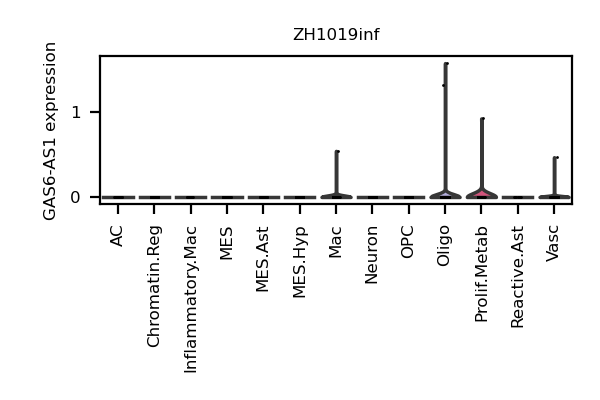 ZH1019inf
GAS6-AS1 expression
1
0
AC
Chromatin.Reg
Inflammatory.Mac
MES
MES.Ast
MES.Hyp
Mac
Neuron
OPC
Oligo
Prolif.Metab
Reactive.Ast
Vasc